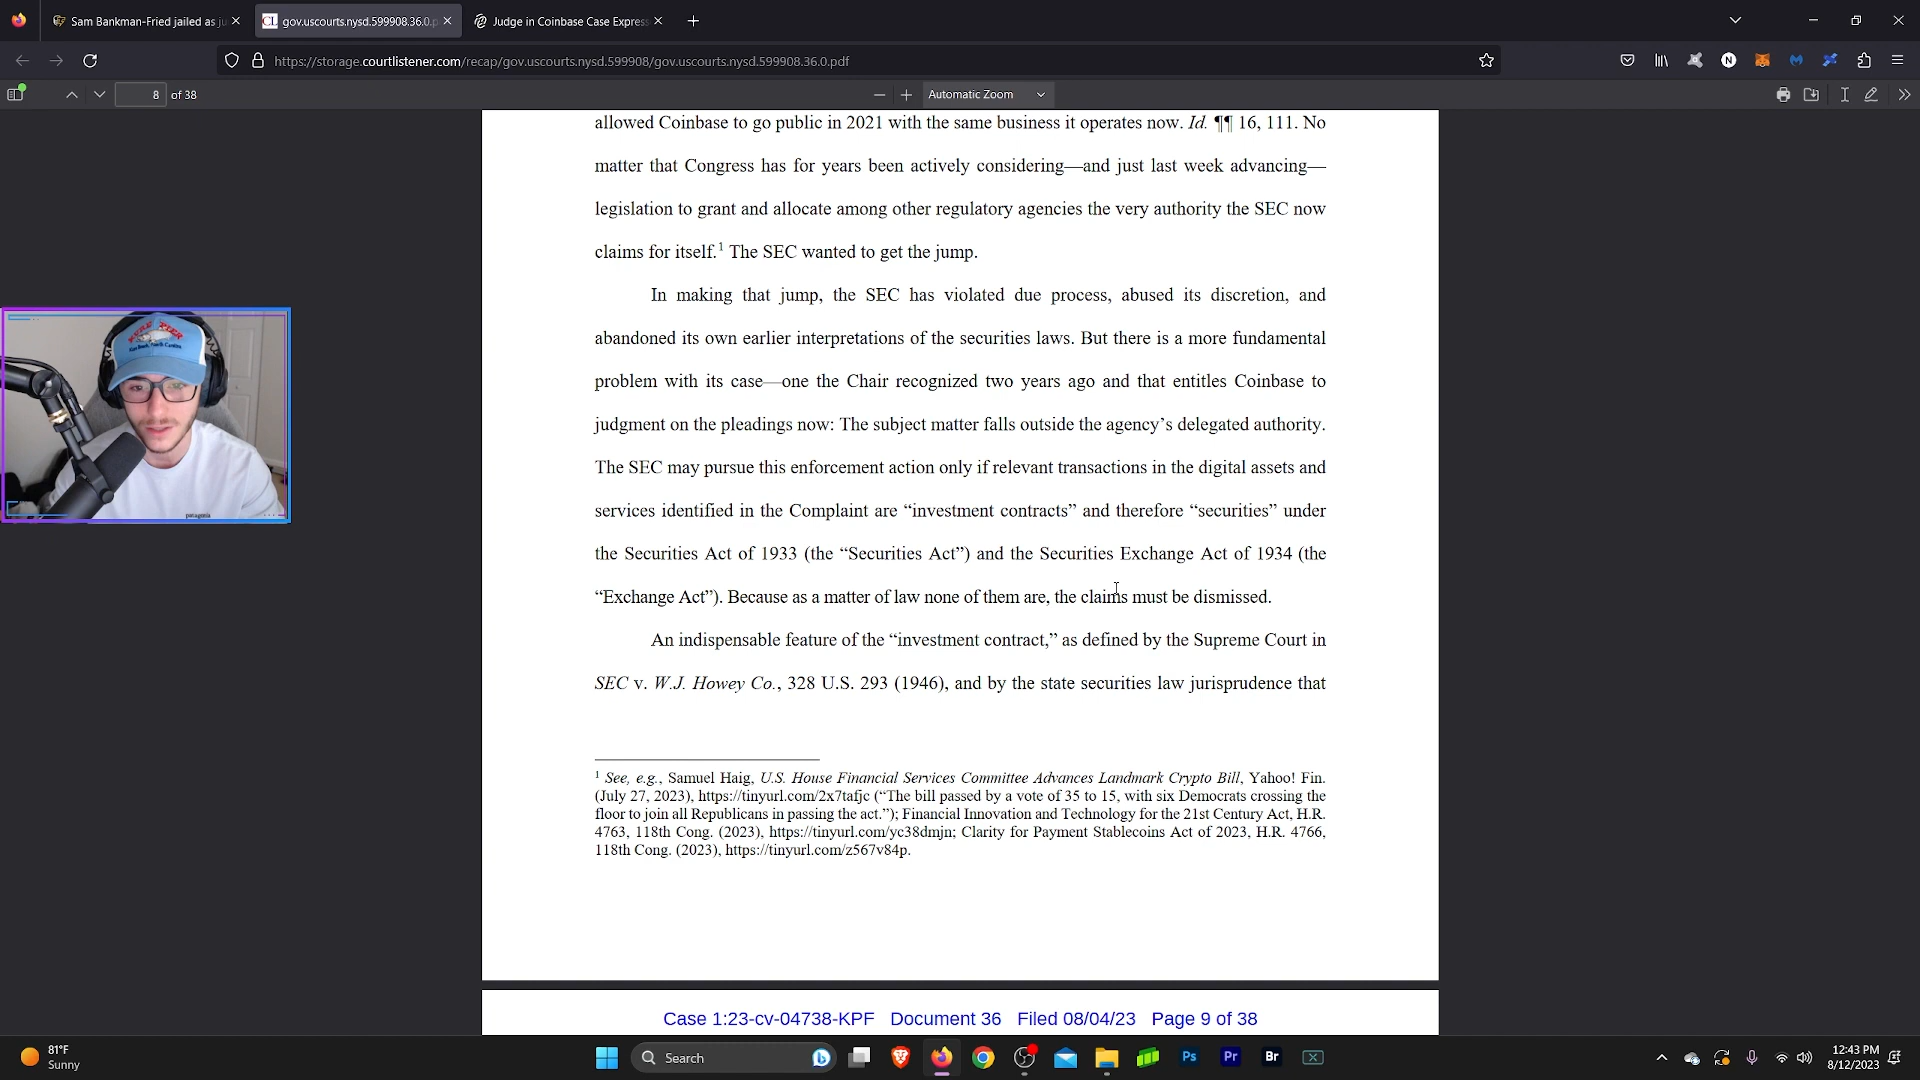 Sam Bankman-Fried jailed as ju
gov.uscourts.nysd.599908.36.0.p
Judge in Coinbase Case Express
https://storage.courtlistener.com/recap/gov.uscourts.nysd.599908/gov.uscourts.nysd.599908.36.0.pdf
8 of 38
Automatic Zoom
allowed Coinbase to go public in 2021 with the same business it operates now. Id. ¶¶ 16, 111. No
matter that Congress has for years been actively considering—and just last week advancing—
legislation to grant and allocate among other regulatory agencies the very authority the SEC now
claims for itself.¹ The SEC wanted to get the jump.
In making that jump, the SEC has violated due process, abused its discretion, and
abandoned its own earlier interpretations of the securities laws. But there is a more fundamental
problem with its case—one the Chair recognized two years ago and that entitles Coinbase to
judgment on the pleadings now: The subject matter falls outside the agency’s delegated authority.
The SEC may pursue this enforcement action only if relevant transactions in the digital assets and
services identified in the Complaint are “investment contracts” and therefore “securities” under
the Securities Act of 1933 (the “Securities Act”) and the Securities Exchange Act of 1934 (the
“Exchange Act”). Because as a matter of law none of them are, the claims must be dismissed.
An indispensable feature of the “investment contract,” as defined by the Supreme Court in
SEC v. W.J. Howey Co., 328 U.S. 293 (1946), and by the state securities law jurisprudence that
¹ See, e.g., Samuel Haig, U.S. House Financial Services Committee Advances Landmark Crypto Bill, Yahoo! Fin.
(July 27, 2023), https://tinyurl.com/2x7tafjc (“The bill passed by a vote of 35 to 15, with six Democrats crossing the
floor to join all Republicans in passing the act.”); Financial Innovation and Technology for the 21st Century Act, H.R.
4763, 118th Cong. (2023), https://tinyurl.com/yc38dmjn; Clarity for Payment Stablecoins Act of 2023, H.R. 4766,
118th Cong. (2023), https://tinyurl.com/z567v84p.
Case 1:23-cv-04738-KPF Document 36 Filed 08/04/23 Page 9 of 38
81°F
Sunny
Search
Ps
Pr
Br
12:43 PM
8/12/2023
patagonia